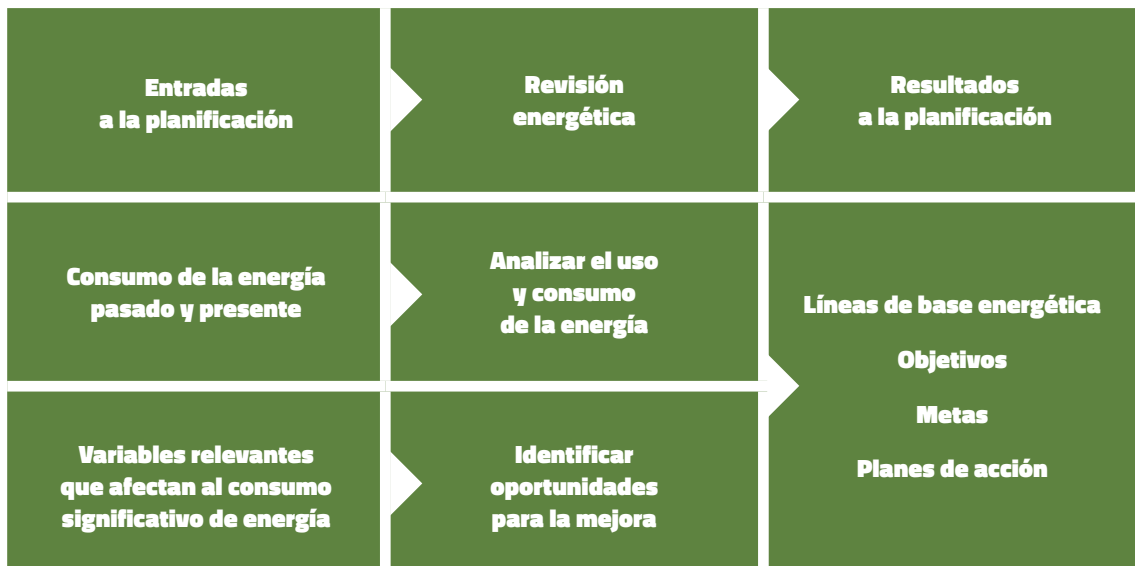 Entradas
a la planificación
Revisión
energética
Resultados
a la planificación
Consumo de la energía
pasado y presente
Analizar el uso
y consumo
de la energía
Líneas de base energética
Objetivos
Metas
Planes de acción
Variables relevantes
que afectan al consumo
significativo de energía
Identificar
oportunidades
para la mejora